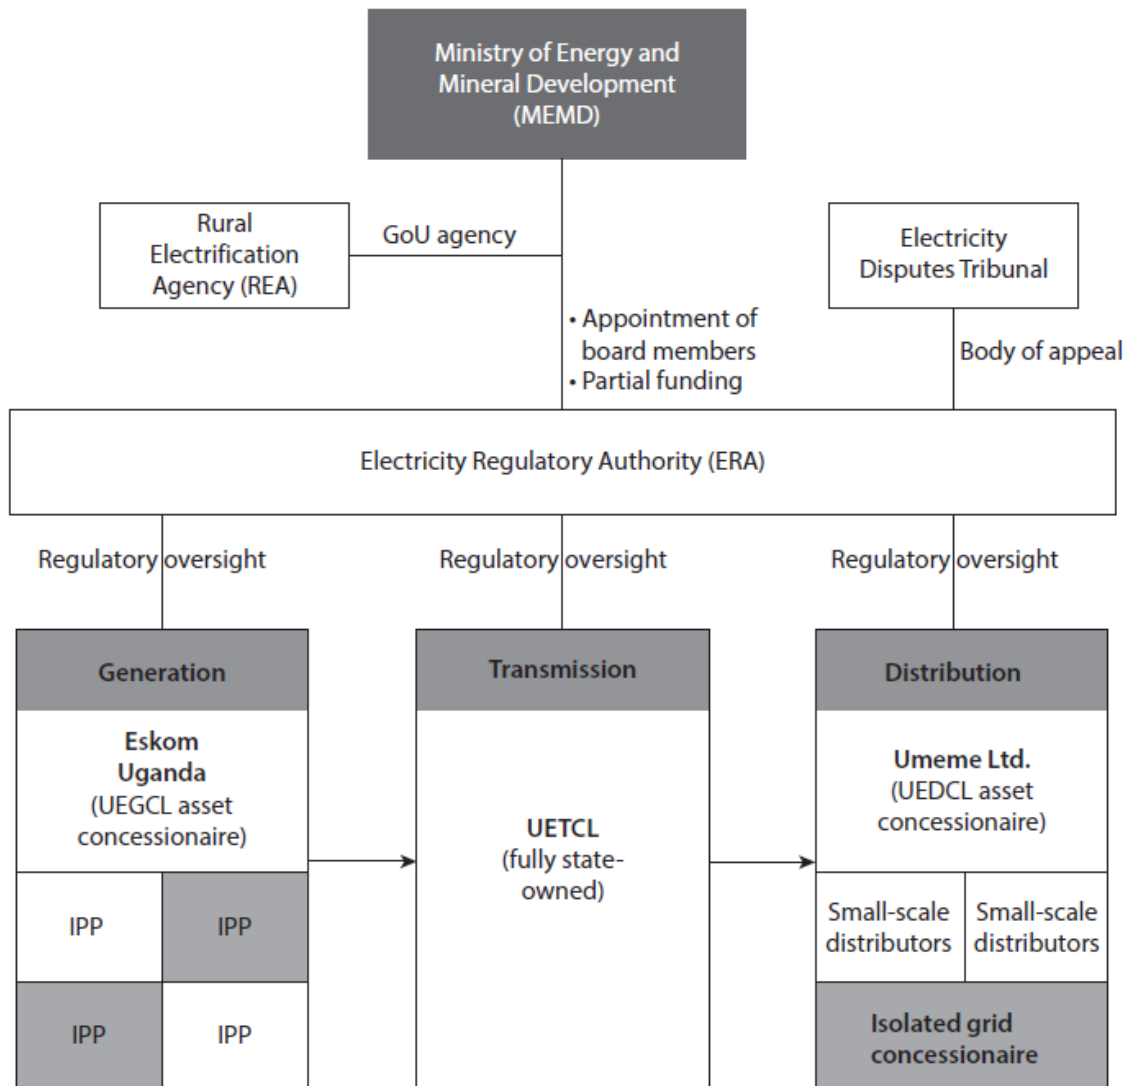 Ministry of Energy and
Mineral Development
(MEMD)
Rural
Electrification
Agency (REA)
GoU agency
Electricity
Disputes Tribunal
• Appointment of
board members
• Partial funding
Body of appeal
Electricity Regulatory Authority (ERA)
Regulatory oversight
Regulatory oversight
Regulatory oversight
Generation
Eskom
Uganda
(UEGCL asset
concessionaire)
IPP
IPP
IPP
IPP
Transmission
UETCL
(fully state-
owned)
Distribution
Umeme Ltd.
(UEDCL asset
concessionaire)
Small-scale
distributors
Small-scale
distributors
Isolated grid
concessionaire